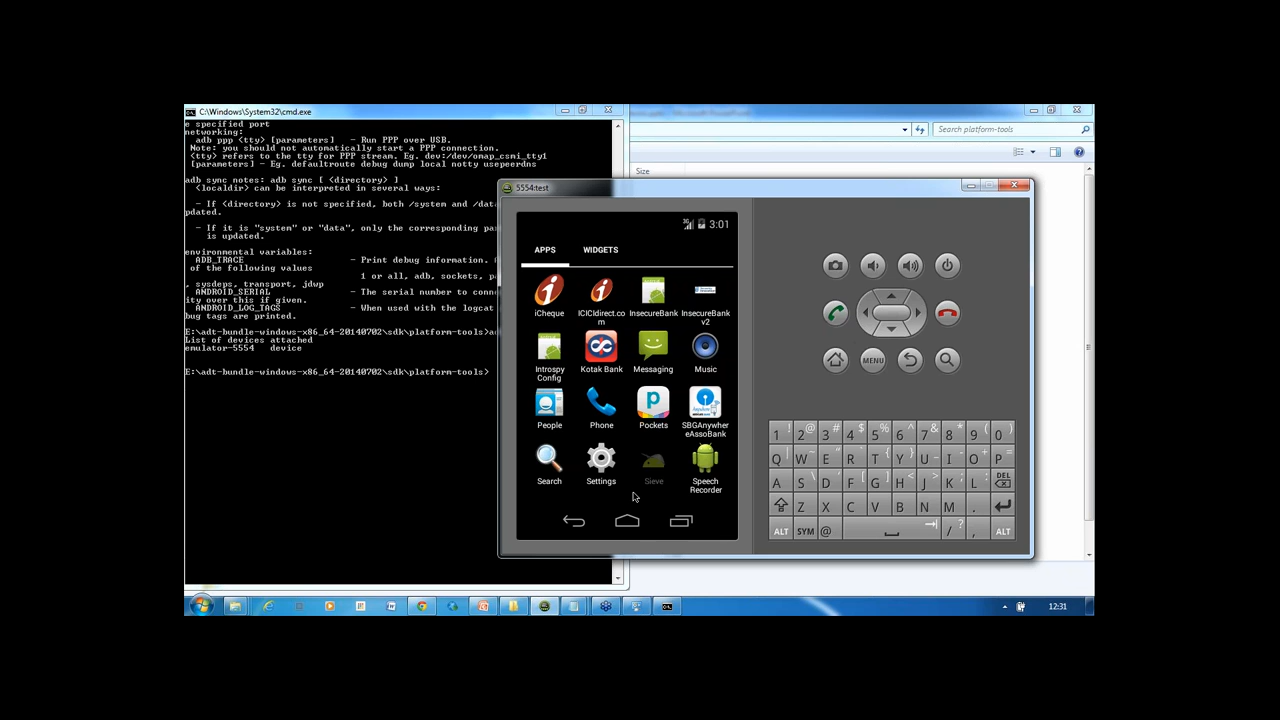 C:\Windows\System32\cmd.exe
e specified port
networking:
adb ppp <tty> [parameters] - Run PPP over USB.
Note: you should not automatically start a PPP connection.
<tty> refers to the tty for PPP stream. Eg. dev:/dev/omap_csmi_tty1
[parameters] - Eg. defaultroute debug dump local notty usepeerdns
adb sync notes: adb sync [ <directory> ]
<localdir> can be interpreted in several ways:
- If <directory> is not specified, both /system and /data
pdated.
- If it is "system" or "data", only the corresponding pa
is updated.
environmental variables:
ADB_TRACE - Print debug information.
of the following values
1 or all, adb, sockets, p
, sysdeps, transport, jdwp
ANDROID_SERIAL - The serial number to conn
ity over this if given.
ANDROID_LOG_TAGS - When used with the logcat
bug tags are printed.
E:\adt-bundle-windows-x86_64-20140702\sdk\platform-tools>a
List of devices attached
emulator-5554 device
E:\adt-bundle-windows-x86_64-20140702\sdk\platform-tools>
Search platform-tools
Size
5554:test
3G 3:01
APPS WIDGETS
iCheque
ICICIdirect.co
m
InsecureBank
InsecureBank
v2
Introspy
Config
Kotak Bank
Messaging
Music
People
Phone
Pockets
SBGAnywher
eAssoBank
Search
Settings
Sieve
Speech
Recorder
MENU
1 ! 2 @ 3 # 4 $ 5 % 6 ^ 7 & 8 * 9 ( 0 )
Q W ~ E R T { Y } U - I O + P =
A S \ D F [ G ] H J K L ; : DEL
Z X C V B N M .
ALT SYM @ / ? , ALT
12:31